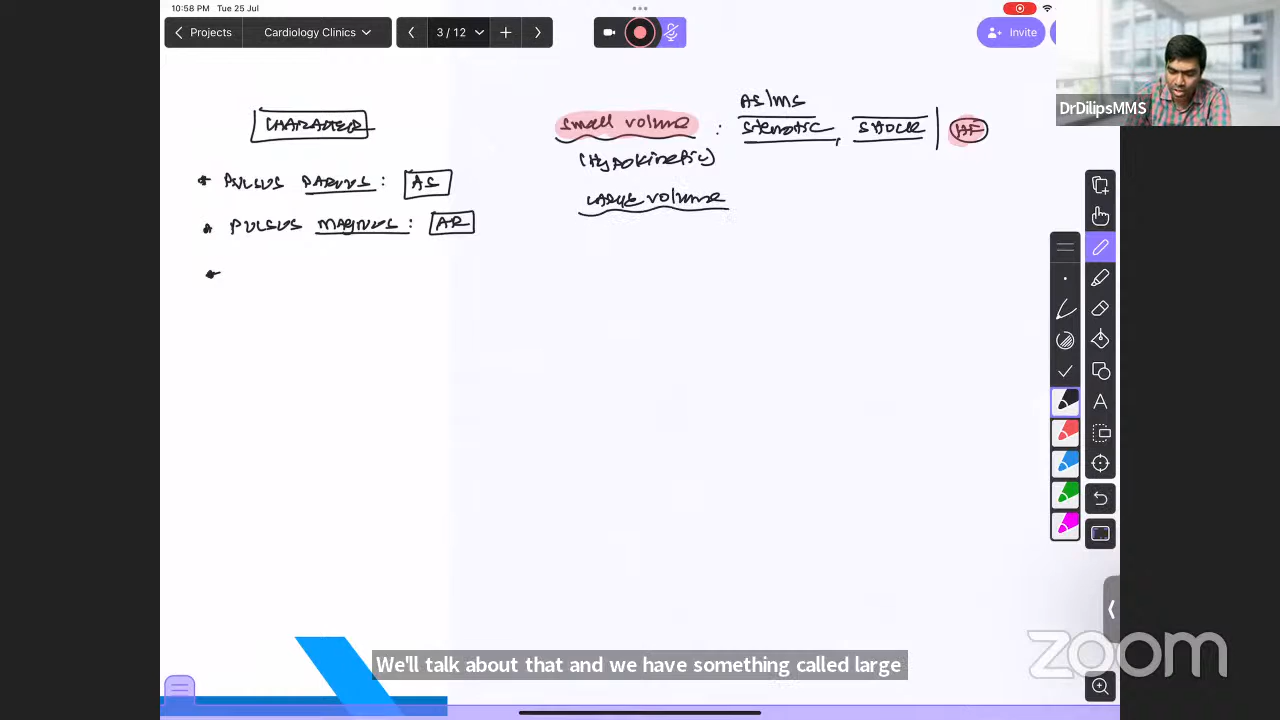 10:58 PM Tue 25 Jul
Projects
Cardiology Clinics
3 / 12
Invite
DrDilipsMMS
CHARACTER
* PULSUS PARVUS : AS
* PULSUS MAGNUS : AR
*
AS/MS
Small volume : Stenotic, SHOCK | HF
(Hypokinetic)
Large volume
We'll talk about that and we have something called large
zoom